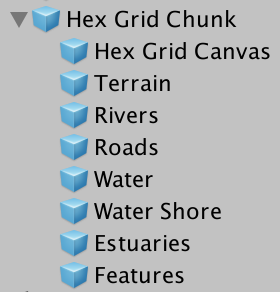 Hex Grid Chunk
Hex Grid Canvas
Terrain
Rivers
Roads
Water
Water Shore
Estuaries
Features